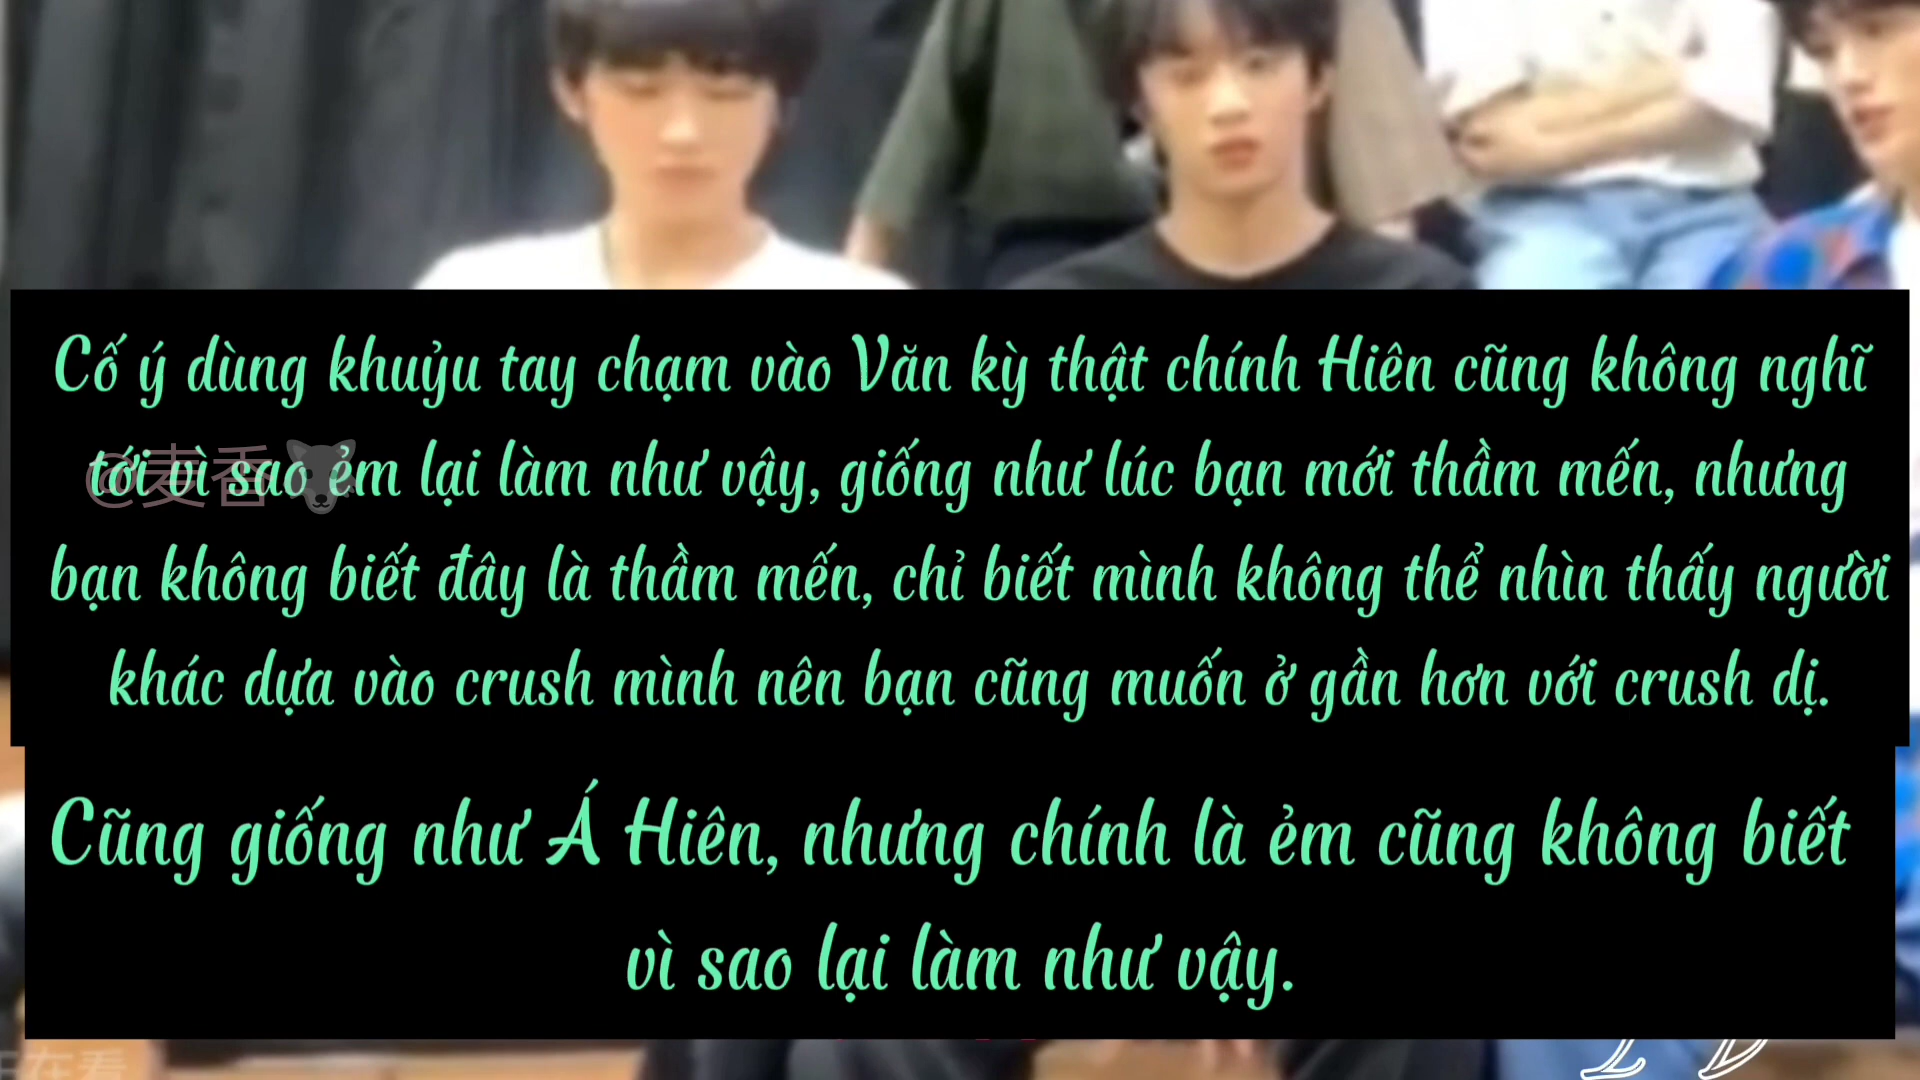 Cố ý dùng khuỷu tay chạm vào Văn kỳ thật chính Hiên cũng không nghĩ
tới vì sao ẻm lại làm như vậy, giống như lúc bạn mới thầm mến, nhưng
@麦香
bạn không biết đây là thầm mến, chỉ biết mình không thể nhìn thấy người
khác dựa vào crush mình nên bạn cũng muốn ở gần hơn với crush dị.
Cũng giống như Á Hiên, nhưng chính là ẻm cũng không biết
vì sao lại làm như vậy.
在看